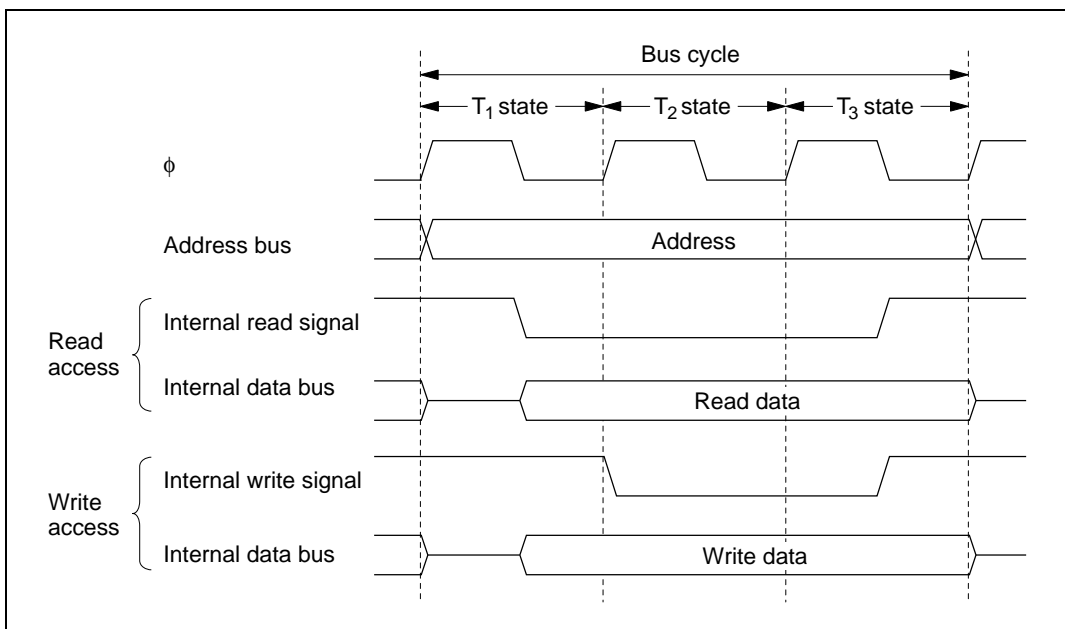 Bus cycle
T₁ state
T₂ state
T₃ state
ϕ
Address bus
Address
Read
access
Internal read signal
Internal data bus
Read data
Write
access
Internal write signal
Internal data bus
Write data